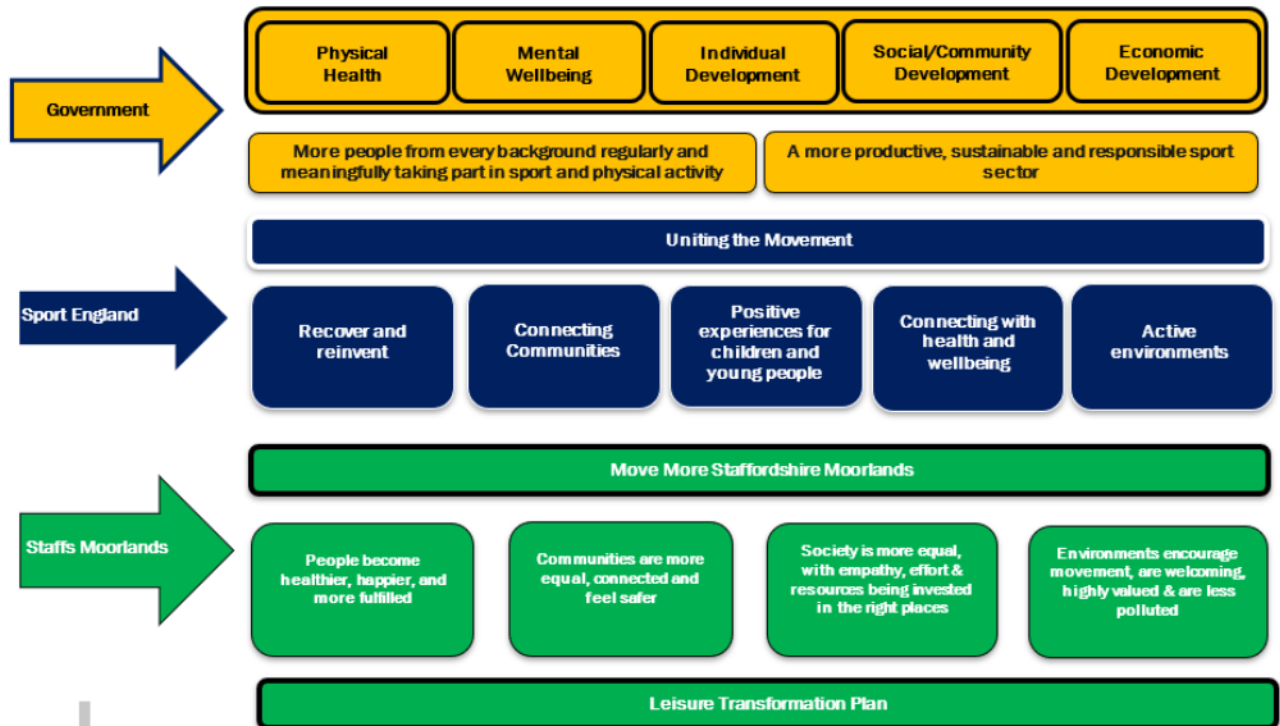 Government
Physical
Health
Mental
Wellbeing
Individual
Development
Social/Community
Development
Economic
Development
More people from every background regularly and
meaningfully taking part in sport and physical activity
A more productive, sustainable and responsible sport
sector
Sport England
Uniting the Movement
Recover and
reinvent
Connecting
Communities
Positive
experiences for
children and
young people
Connecting with
health and
wellbeing
Active
environments
Staffs Moorlands
Move More Staffordshire Moorlands
People become
healthier, happier, and
more fulfilled
Communities are more
equal, connected and
feel safer
Society is more equal,
with empathy, effort &
resources being invested
in the right places
Environments encourage
movement, are welcoming,
highly valued & are less
polluted
Leisure Transformation Plan